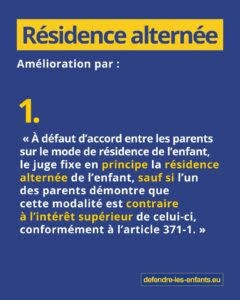 Résidence alternée
Amélioration par :
1.
« À défaut d’accord entre les parents
sur le mode de résidence de l’enfant,
le juge fixe en principe la résidence
alternée de l’enfant, sauf si l’un
des parents démontre que
cette modalité est contraire
à l’intérêt supérieur de celui-ci,
conformément à l’article 371-1. »
defendre-les-enfants.eu